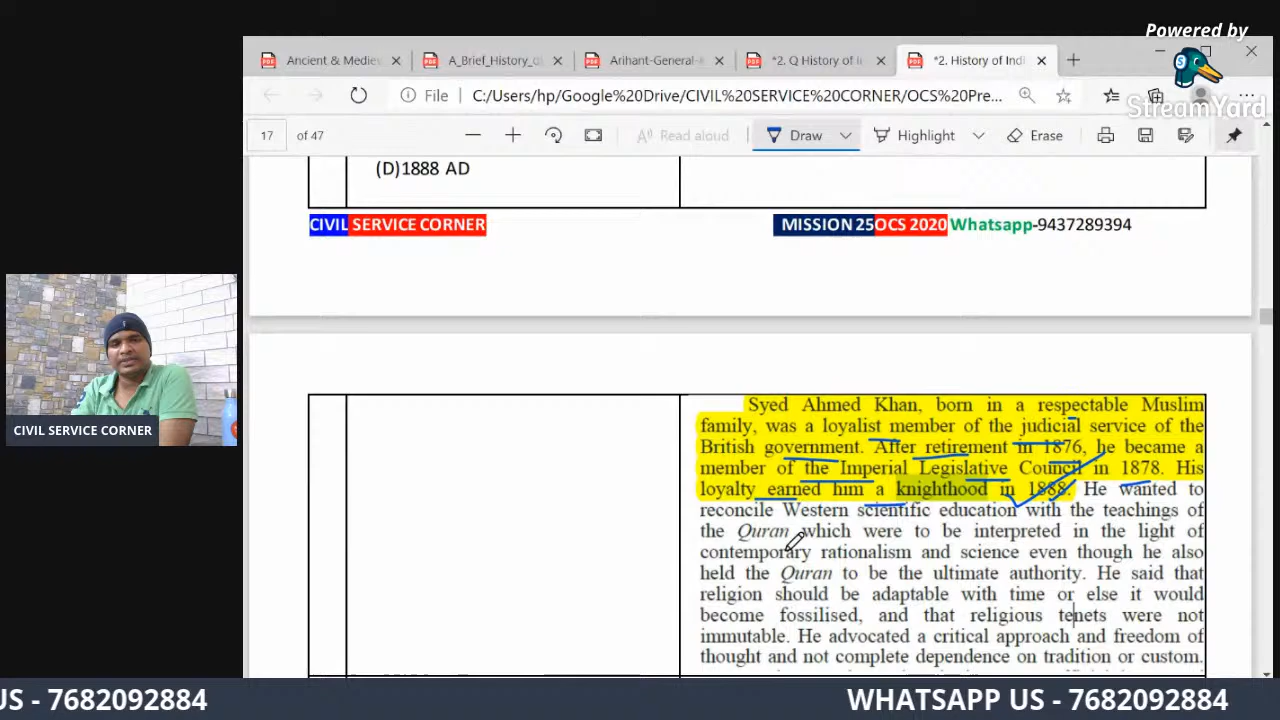 Powered by
StreamYard
Ancient & Mediev
A_Brief_History_o
Arihant-General-
*2. Q History of I
*2. History of Indi
File
C:/Users/hp/Google%20Drive/CIVIL%20SERVICE%20CORNER/OCS%20Pre...
17 of 47
Read aloud
Draw
Highlight
Erase
(D)1888 AD
CIVIL SERVICE CORNER
MISSION 25OCS 2020 Whatsapp-9437289394
Syed Ahmed Khan, born in a respectable Muslim
family, was a loyalist member of the judicial service of the
British government. After retirement in 1876, he became a
member of the Imperial Legislative Council in 1878. His
loyalty earned him a knighthood in 1888. He wanted to
reconcile Western scientific education with the teachings of
the Quran which were to be interpreted in the light of
contemporary rationalism and science even though he also
held the Quran to be the ultimate authority. He said that
religion should be adaptable with time or else it would
become fossilised, and that religious tenets were not
immutable. He advocated a critical approach and freedom of
thought and not complete dependence on tradition or custom.
CIVIL SERVICE CORNER
US - 7682092884
WHATSAPP US - 7682092884